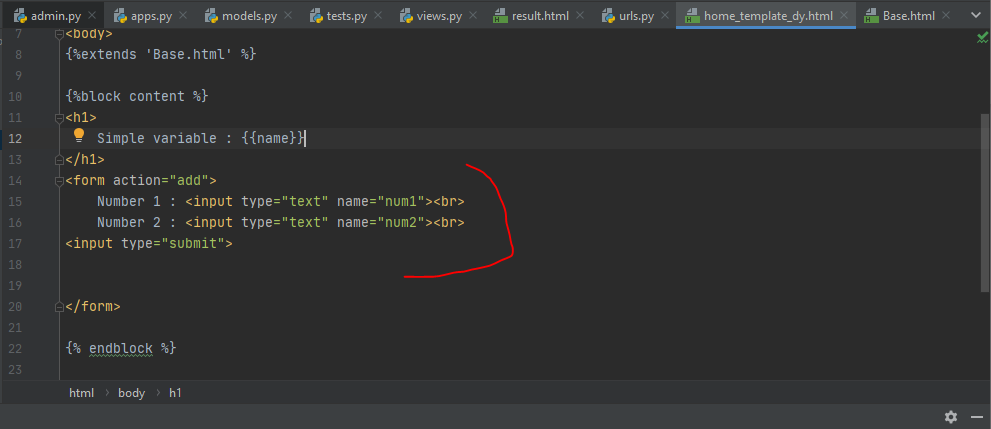 admin.py apps.py models.py tests.py views.py result.html urls.py home_template_dy.html Base.html
7 <body>
8 {%extends 'Base.html' %}
9
10 {%block content %}
11 <h1>
12 Simple variable : {{name}}
13 </h1>
14 <form action="add">
15 Number 1 : <input type="text" name="num1"><br>
16 Number 2 : <input type="text" name="num2"><br>
17 <input type="submit">
18
19
20 </form>
21
22 {% endblock %}
23
html body h1